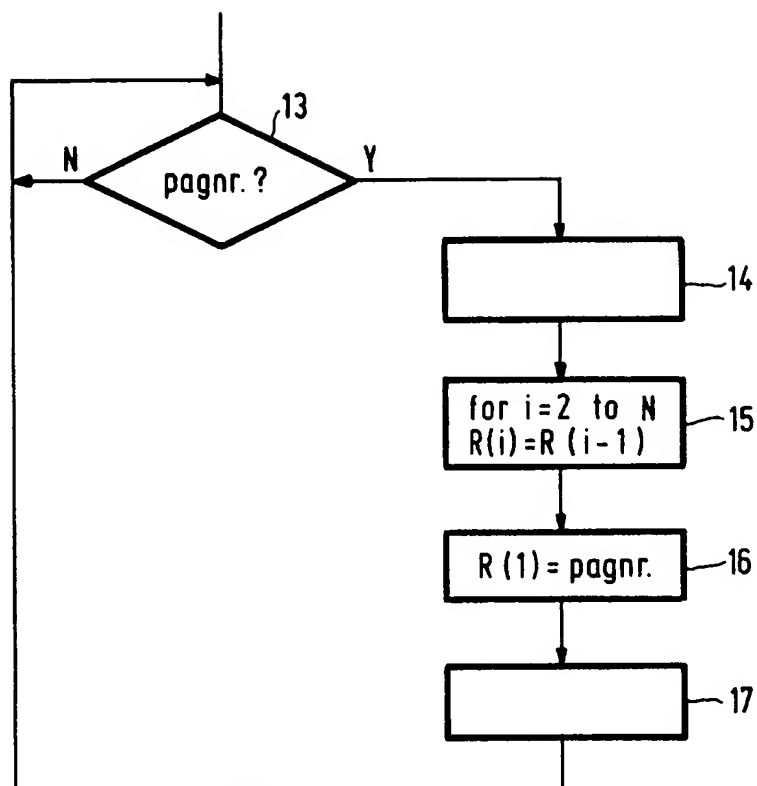 13
N
pagnr. ?
Y
14
for i=2 to N
R(i)=R(i-1)
15
R(1)= pagnr.
16
17